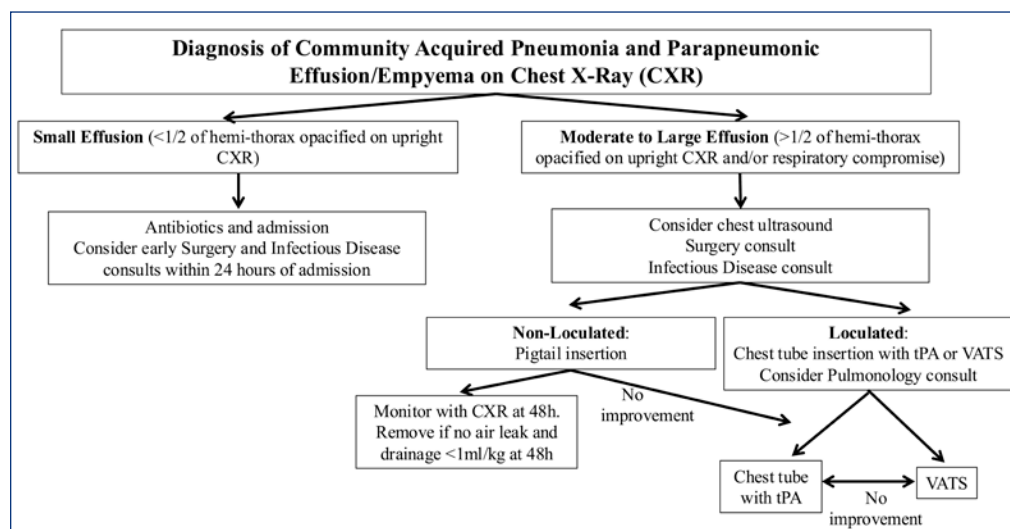 Diagnosis of Community Acquired Pneumonia and Parapneumonic
Effusion/Empyema on Chest X-Ray (CXR)
Small Effusion (<1/2 of hemi-thorax opacified on upright
CXR)
Moderate to Large Effusion (>1/2 of hemi-thorax
opacified on upright CXR and/or respiratory compromise)
Antibiotics and admission
Consider early Surgery and Infectious Disease
consults within 24 hours of admission
Consider chest ultrasound
Surgery consult
Infectious Disease consult
Non-Loculated:
Pigtail insertion
Loculated:
Chest tube insertion with tPA or VATS
Consider Pulmonology consult
Monitor with CXR at 48h.
Remove if no air leak and
drainage <1ml/kg at 48h
No
improvement
Chest tube
with tPA
No
improvement
VATS